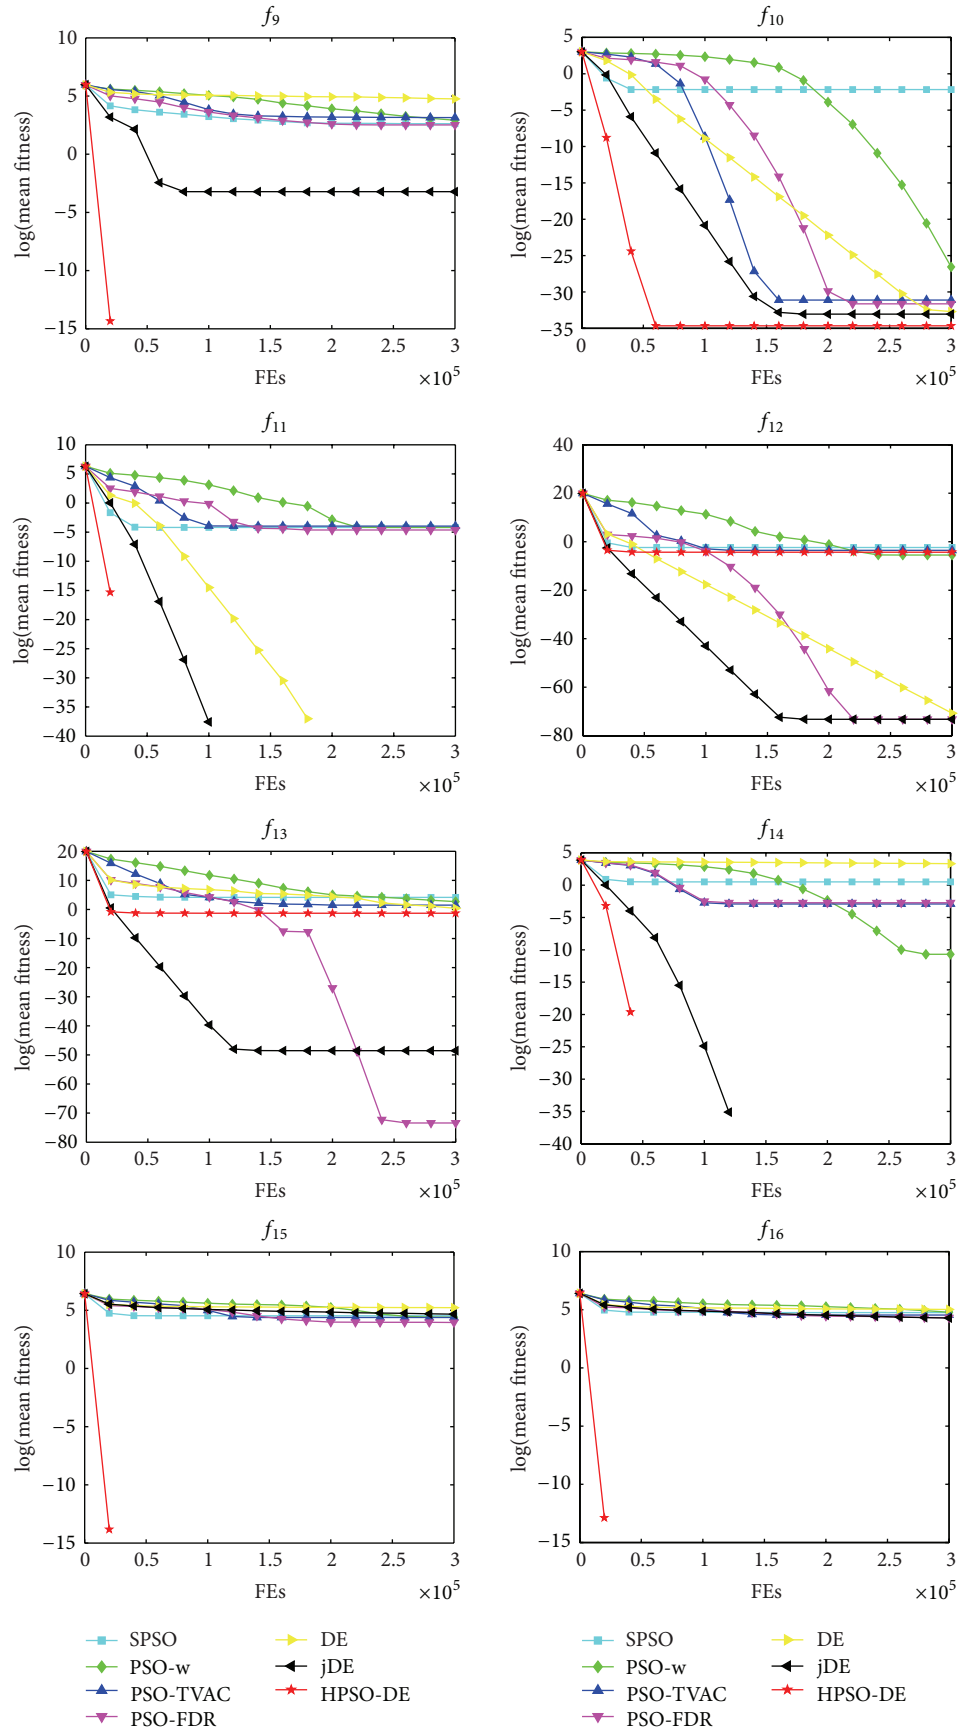 f9
10
5
0
−5
−10
−15
log(mean fitness)
0 0.5 1 1.5 2 2.5 3
FEs ×10^5
f10
5
0
−5
−10
−15
−20
−25
−30
−35
log(mean fitness)
0 0.5 1 1.5 2 2.5 3
FEs ×10^5
f11
10
5
0
−5
−10
−15
−20
−25
−30
−35
−40
log(mean fitness)
0 0.5 1 1.5 2 2.5 3
FEs ×10^5
f12
40
20
0
−20
−40
−60
−80
log(mean fitness)
0 0.5 1 1.5 2 2.5 3
FEs ×10^5
f13
20
10
0
−10
−20
−30
−40
−50
−60
−70
−80
log(mean fitness)
0 0.5 1 1.5 2 2.5 3
FEs ×10^5
f14
5
0
−5
−10
−15
−20
−25
−30
−35
−40
log(mean fitness)
0 0.5 1 1.5 2 2.5 3
FEs ×10^5
f15
10
5
0
−5
−10
−15
log(mean fitness)
0 0.5 1 1.5 2 2.5 3
FEs ×10^5
f16
10
5
0
−5
−10
−15
log(mean fitness)
0 0.5 1 1.5 2 2.5 3
FEs ×10^5
SPSO DE
PSO-w jDE
PSO-TVAC HPSO-DE
PSO-FDR
SPSO DE
PSO-w jDE
PSO-TVAC HPSO-DE
PSO-FDR